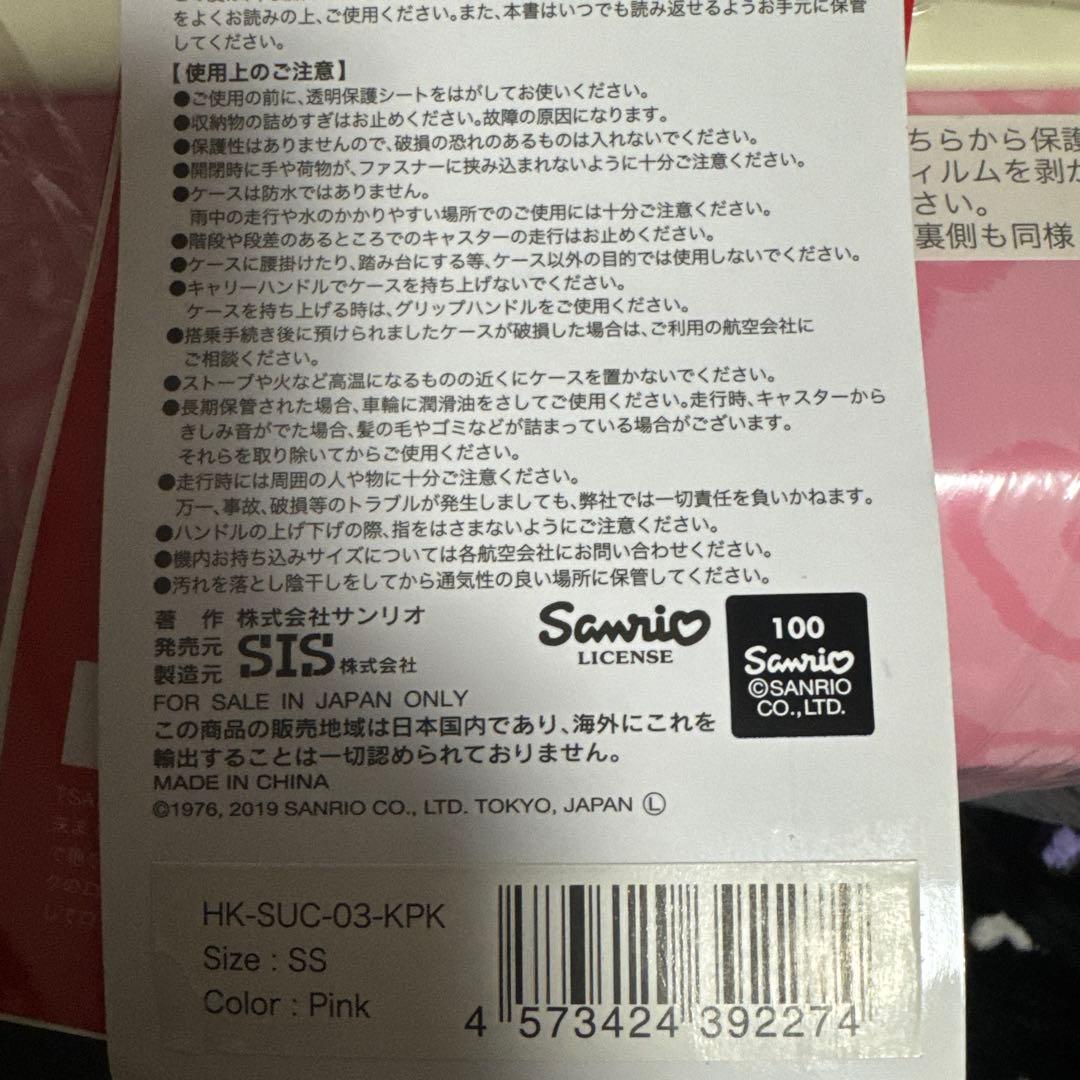 をよくお読みの上、ご使用ください。また、本書はいつでも読み返せるようお手元に保管
してください。
【使用上のご注意】
●ご使用の前に、透明保護シートをはがしてお使いください。
●収納物の詰めすぎはお止めください。故障の原因になります。
●保護性はありませんので、破損の恐れのあるものは入れないでください。
●開閉時に手や荷物が、ファスナーに挟み込まれないように十分ご注意ください。
●ケースは防水ではありません。
雨中の走行や水のかかりやすい場所でのご使用には十分ご注意ください。
●階段や段差のあるところでのキャスターの走行はお止めください。
●ケースに腰掛けたり、踏み台にする等、ケース以外の目的では使用しないでください。
●キャリーハンドルでケースを持ち上げないでください。
ケースを持ち上げる時は、グリップハンドルをご使用ください。
●搭乗手続き後に預けられましたケースが破損した場合は、ご利用の航空会社に
ご相談ください。
●ストーブや火など高温になるものの近くにケースを置かないでください。
●長期保管された場合、車輪に潤滑油をさしてご使用ください。走行時、キャスターから
きしみ音がでた場合、髪の毛やゴミなどが詰まっている場合がございます。
それらを取り除いてからご使用ください。
●走行時には周囲の人や物に十分ご注意ください。
万一、事故、破損等のトラブルが発生しましても、弊社では一切責任を負いかねます。
●ハンドルの上げ下げの際、指をはさまないようにご注意ください。
●機内お持ち込みサイズについては各航空会社にお問い合わせください。
●汚れを落とし陰干しをしてから通気性の良い場所に保管してください。
著 作 株式会社サンリオ
発売元
製造元 SIS 株式会社
Sanrio
LICENSE
100
Sanrio
©SANRIO
CO.,LTD.
FOR SALE IN JAPAN ONLY
この商品の販売地域は日本国内であり、海外にこれを
輸出することは一切認められておりません。
MADE IN CHINA
©1976, 2019 SANRIO CO., LTD. TOKYO, JAPAN Ⓛ
HK-SUC-03-KPK
Size : SS
Color : Pink
4 573424 392274
ちらから保護
ィルムを剥が
さい。
裏側も同様